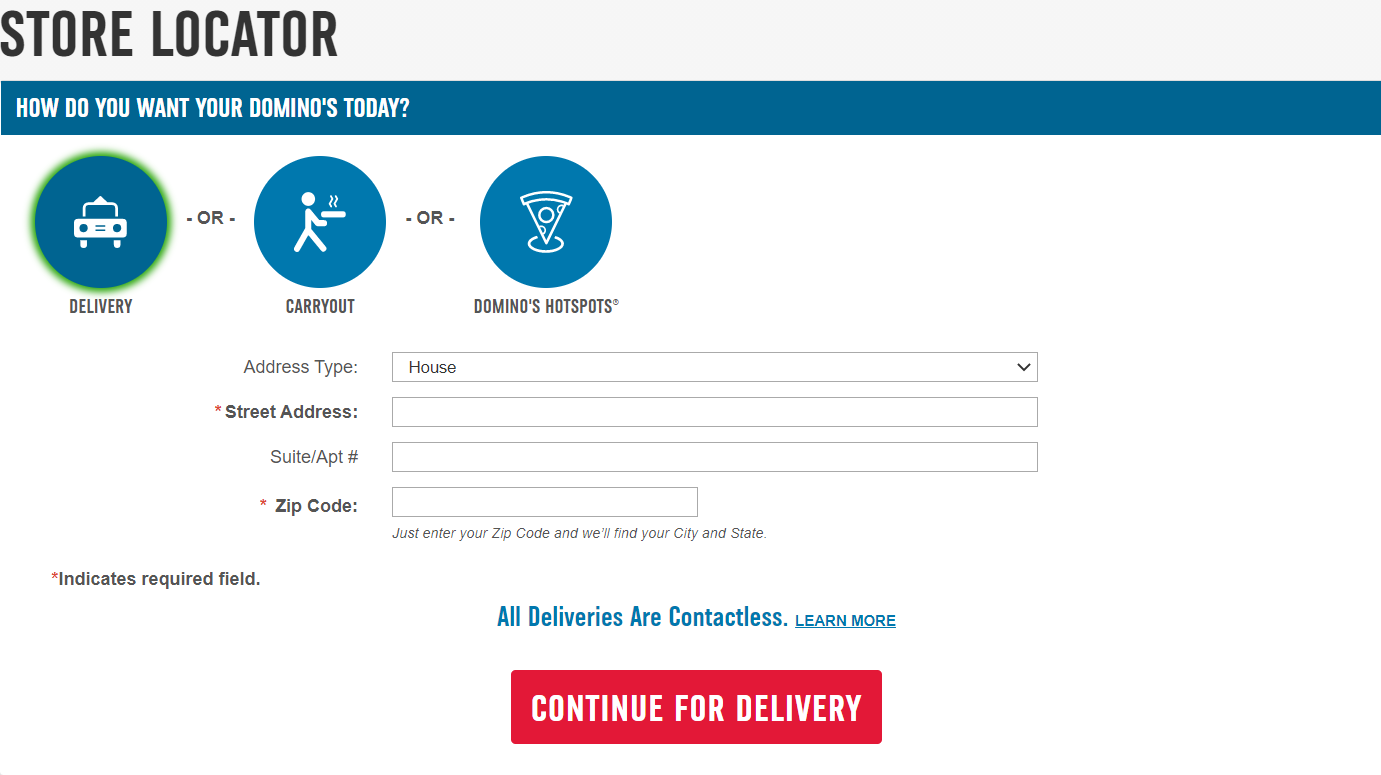 STORE LOCATOR
HOW DO YOU WANT YOUR DOMINO'S TODAY?
- OR -
- OR -
DELIVERY
CARRYOUT
DOMINO'S HOTSPOTS®
Address Type:
House
* Street Address:
Suite/Apt #
* Zip Code:
Just enter your Zip Code and we'll find your City and State.
*Indicates required field.
All Deliveries Are Contactless. LEARN MORE
CONTINUE FOR DELIVERY